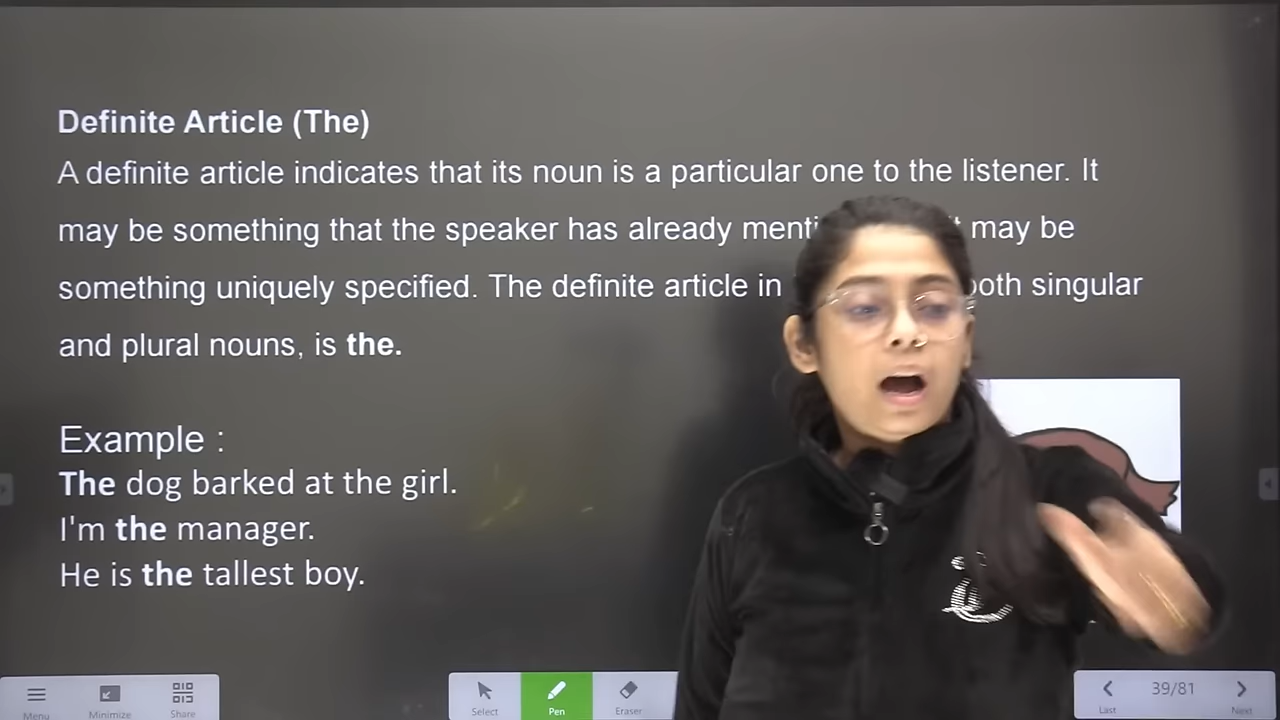 Definite Article (The)
A definite article indicates that its noun is a particular one to the listener. It
may be something that the speaker has already may be
something uniquely specified. The definite article in singular
and plural nouns, is the.
Example :
The dog barked at the girl.
I'm the manager.
He is the tallest boy.
Menu
Minimize
Share
Select
Pen
Eraser
Last
39/81
Next